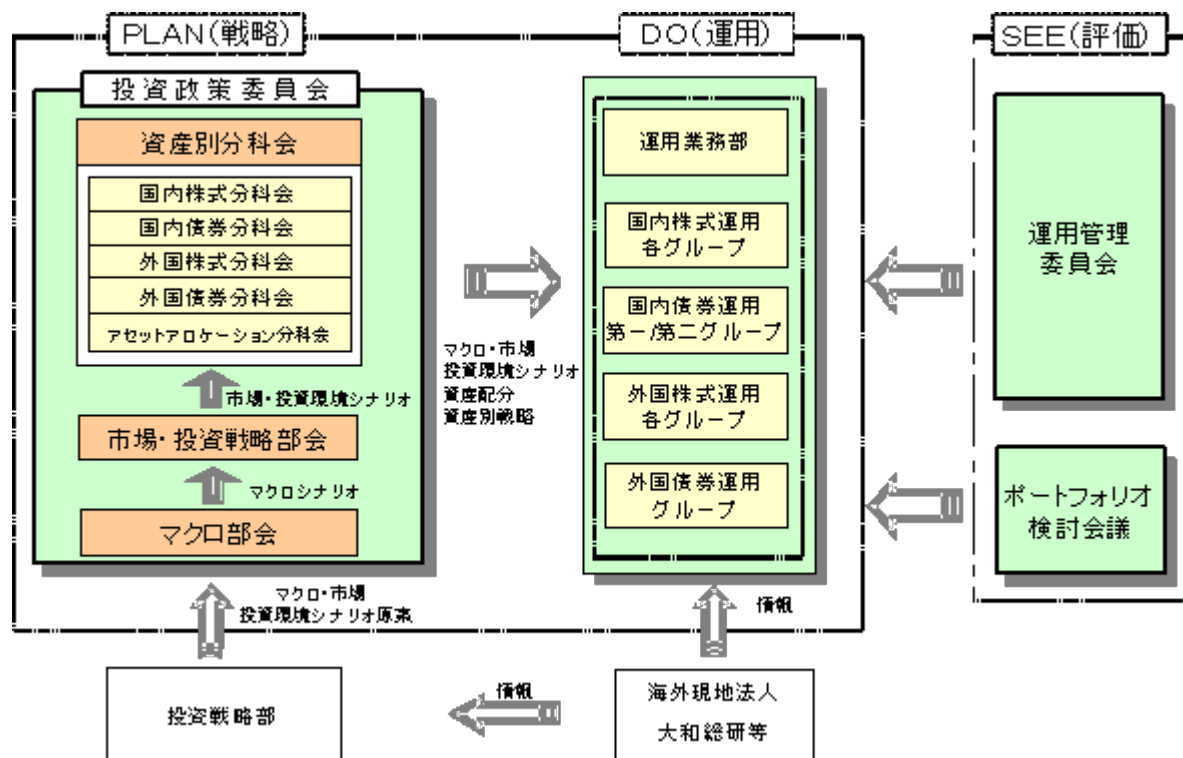 PLAN(戦略)
投資政策委員会
資産別分科会
国内株式分科会
国内債券分科会
外国株式分科会
外国債券分科会
アセットアロケーション分科会
市場・投資環境シナリオ
市場・投資戦略部会
マクロシナリオ
マクロ部会
マクロ・市場
投資環境シナリオ原案
投資戦略部
マクロ・市場
投資環境シナリオ
資産配分
資産別戦略
DO(運用)
運用業務部
国内株式運用
各グループ
国内債券運用
第一/第二グループ
外国株式運用
各グループ
外国債券運用
グループ
情報
情報
海外現地法人
大和総研等
SEE(評価)
運用管理
委員会
ポートフォリオ
検討会議